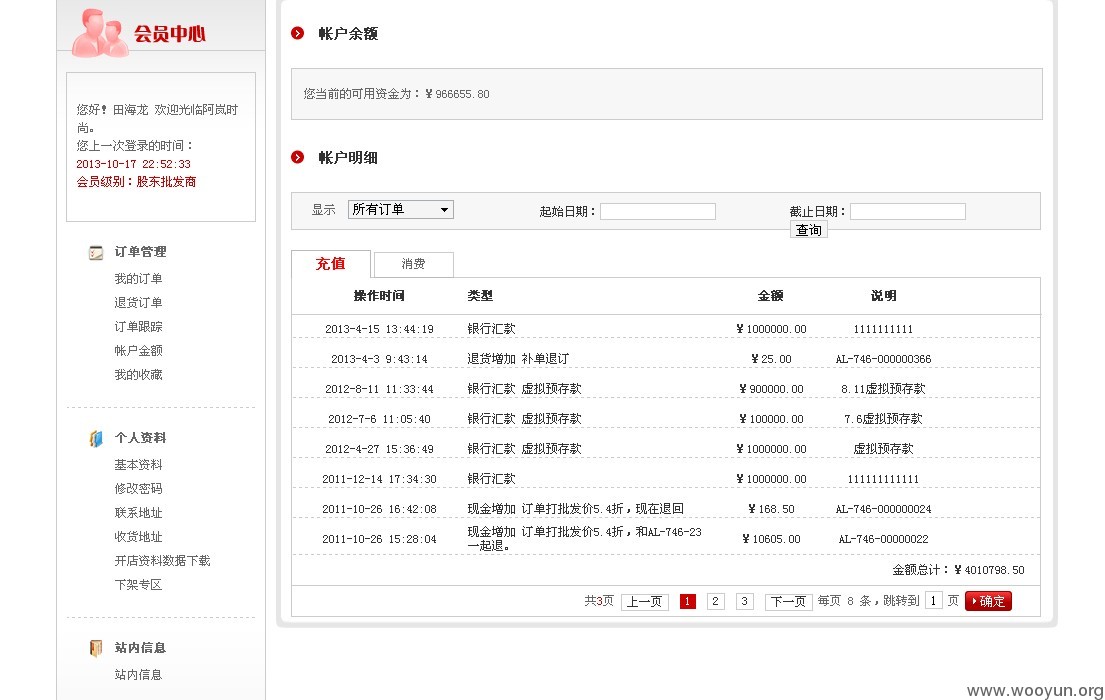 会员中心
您好！田海龙 欢迎光临阿岚时
尚。
您上一次登录的时间：
2013-10-17 22:52:33
会员级别：股东批发商
订单管理
我的订单
退货订单
订单跟踪
帐户金额
我的收藏
个人资料
基本资料
修改密码
联系地址
收货地址
开店资料数据下载
下架专区
站内信息
站内信息
帐户余额
您当前的可用资金为：¥ 966655.80
帐户明细
显示 所有订单 起始日期： 截止日期：
查询
充值 消费
操作时间 类型 金额 说明
2013-4-15 13:44:19 银行汇款 ¥ 1000000.00 1111111111
2013-4-3 9:43:14 退货增加 补单退订 ¥ 25.00 AL-746-000000366
2012-8-11 11:33:44 银行汇款 虚拟预存款 ¥ 900000.00 8.11虚拟预存款
2012-7-6 11:05:40 银行汇款 虚拟预存款 ¥ 100000.00 7.6虚拟预存款
2012-4-27 15:36:49 银行汇款 虚拟预存款 ¥ 1000000.00 虚拟预存款
2011-12-14 17:34:30 银行汇款 ¥ 1000000.00 111111111111
2011-10-26 16:42:08 现金增加 订单打批发价5.4折，现在退回 ¥ 168.50 AL-746-000000024
2011-10-26 15:28:04 现金增加 订单打批发价5.4折，和AL-746-23 ¥ 10605.00 AL-746-00000022
一起退。
金额总计：¥ 4010798.50
共3页 上一页 1 2 3 下一页 每页 8 条，跳转到 1 页 确定
www.wooyun.org